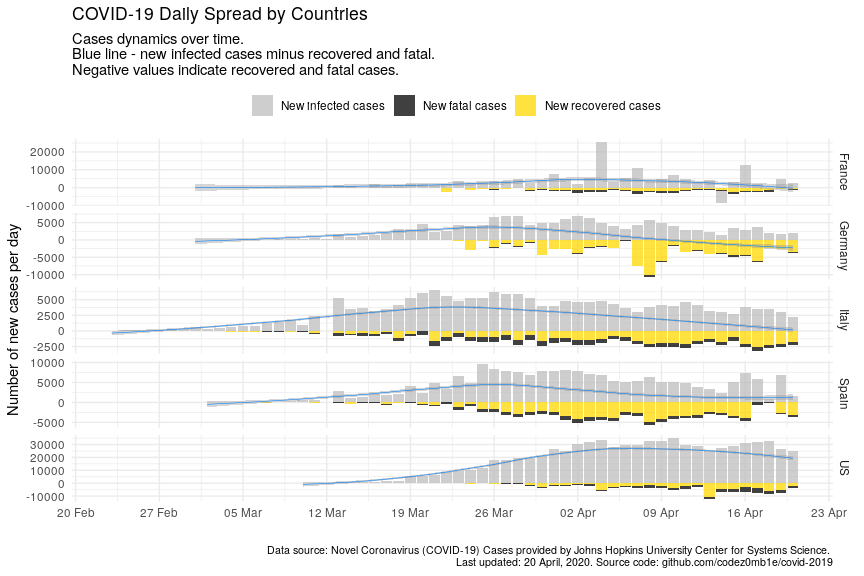 COVID-19 Daily Spread by Countries
Cases dynamics over time.
Blue line - new infected cases minus recovered and fatal.
Negative values indicate recovered and fatal cases.
New infected cases New fatal cases New recovered cases
Number of new cases per day
20000
10000
0
-10000
France
5000
0
-5000
-10000
Germany
5000
2500
0
-2500
Italy
10000
5000
0
-5000
Spain
30000
20000
10000
0
-10000
US
20 Feb 27 Feb 05 Mar 12 Mar 19 Mar 26 Mar 02 Apr 09 Apr 16 Apr 23 Apr
Data source: Novel Coronavirus (COVID-19) Cases provided by Johns Hopkins University Center for Systems Science.
Last updated: 20 April, 2020. Source code: github.com/codez0mb1e/covid-2019